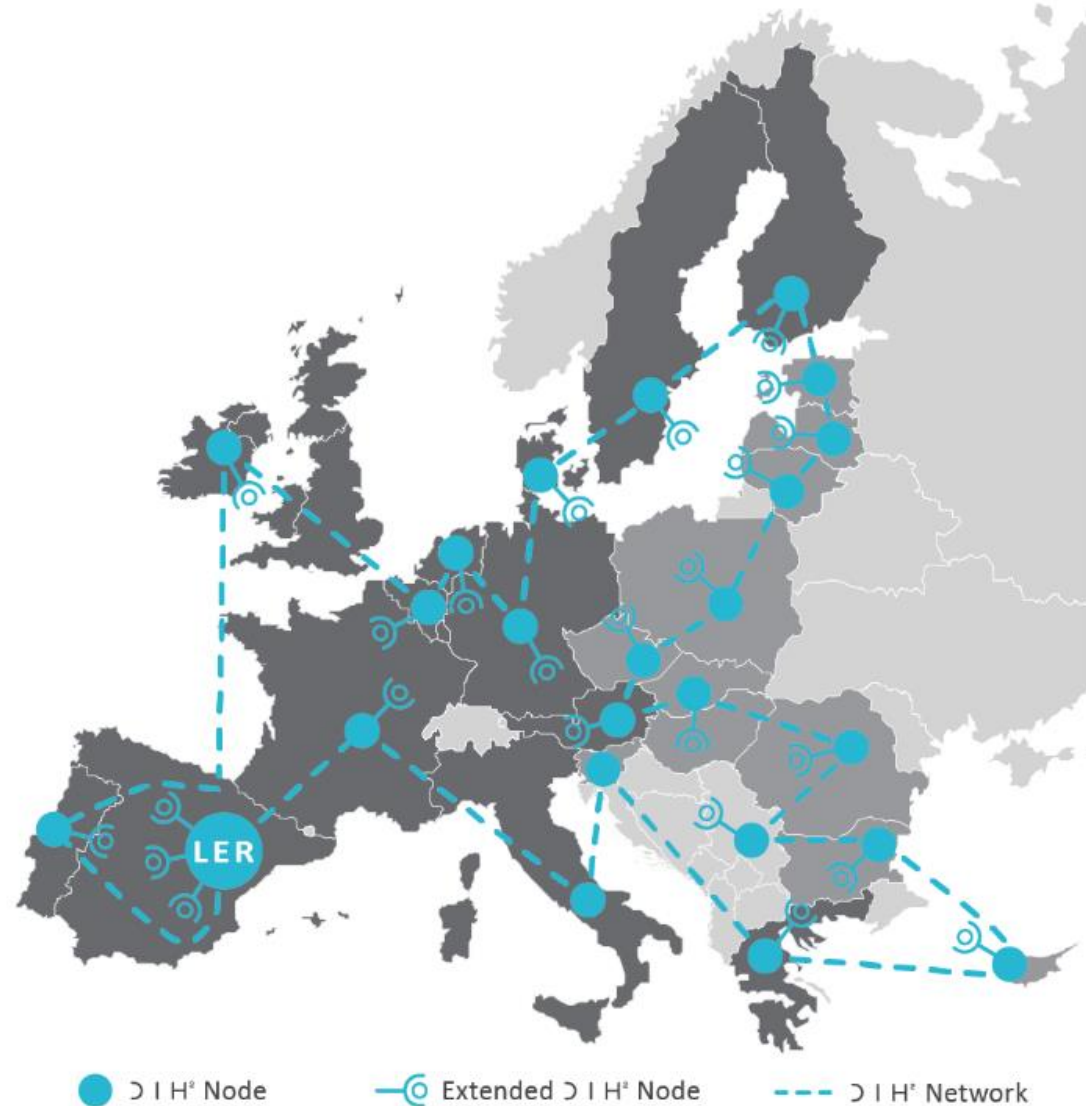 LER
Ɔ I H² Node
Extended Ɔ I H² Node
Ɔ I H² Network